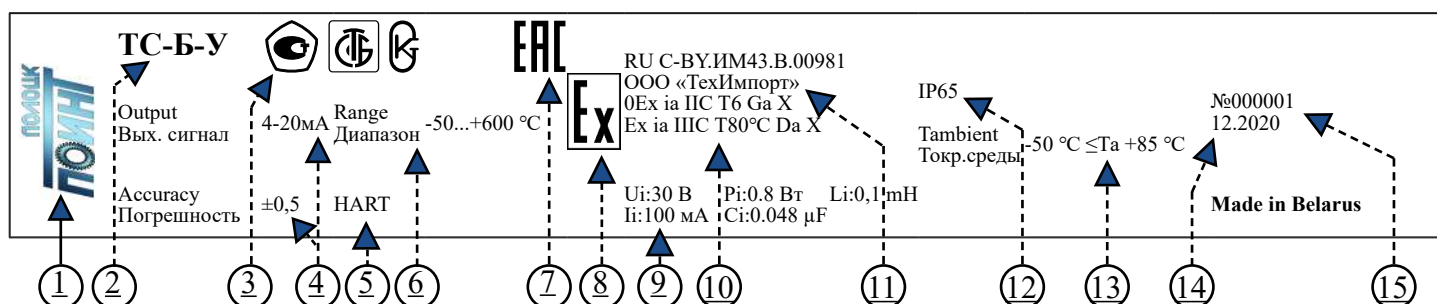 ПОЛОЦК
ПОИНТ
ТС-Б-У
EAC
Ex
RU С-BY.ИМ43.В.00981
ООО «ТехИмпорт»
0Ex ia IIC T6 Ga X
Ex ia IIIC T80°C Da X
IP65
№000001
12.2020
Output
Вых. сигнал
4-20мА
Range
Диапазон
-50...+600 °C
Tambient
Токр.среды
-50 °C ≤Ta +85 °C
Accuracy
Погрешность
±0,5
HART
Ui:30 В
Ii:100 мА
Pi:0.8 Вт
Ci:0.048 µF
Li:0,1 mH
Made in Belarus
1 2 3 4 5 6 7 8 9 10 11 12 13 14 15